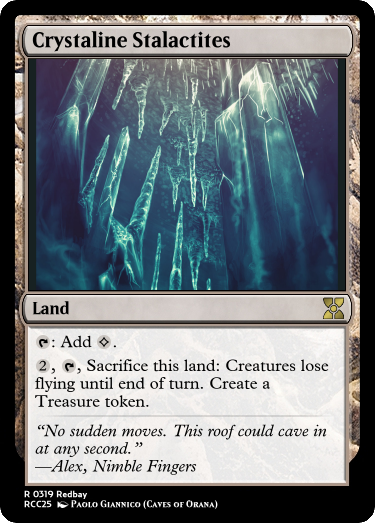 Crystaline Stalactites
Land
: Add .
2, , Sacrifice this land: Creatures lose
flying until end of turn. Create a
Treasure token.
“No sudden moves. This roof could cave in
at any second.”
—Alex, Nimble Fingers
R 0319 Redbay
RCC25 Paolo Giannico (Caves of Orana)